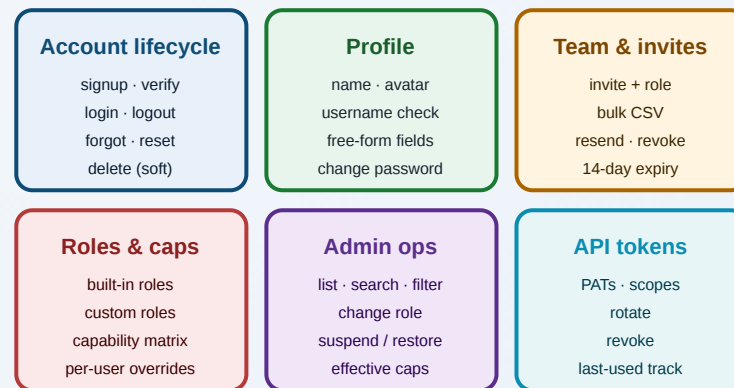 Account lifecycle
signup · verify
login · logout
forgot · reset
delete (soft)
Profile
name · avatar
username check
free-form fields
change password
Team & invites
invite + role
bulk CSV
resend · revoke
14-day expiry
Roles & caps
built-in roles
custom roles
capability matrix
per-user overrides
Admin ops
list · search · filter
change role
suspend / restore
effective caps
API tokens
PATs · scopes
rotate
revoke
last-used track